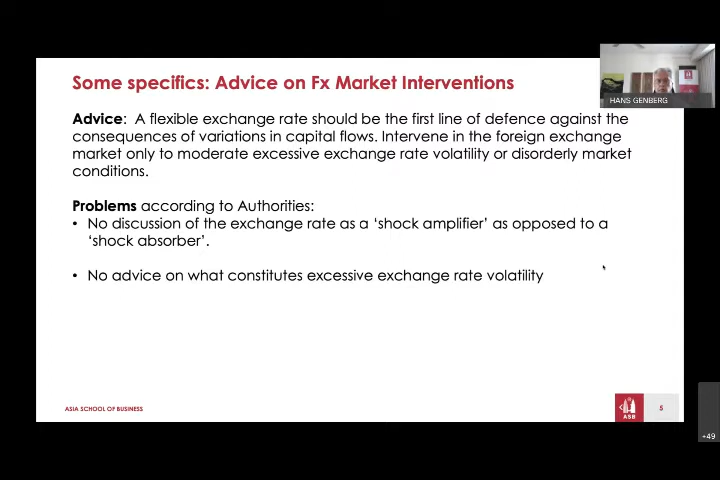 Some specifics: Advice on Fx Market Interventions
HANS GENBERG
Advice: A flexible exchange rate should be the first line of defence against the
consequences of variations in capital flows. Intervene in the foreign exchange
market only to moderate excessive exchange rate volatility or disorderly market
conditions.
Problems according to Authorities:
• No discussion of the exchange rate as a ‘shock amplifier’ as opposed to a
‘shock absorber’.
• No advice on what constitutes excessive exchange rate volatility
ASIA SCHOOL OF BUSINESS
ASB
5
+49